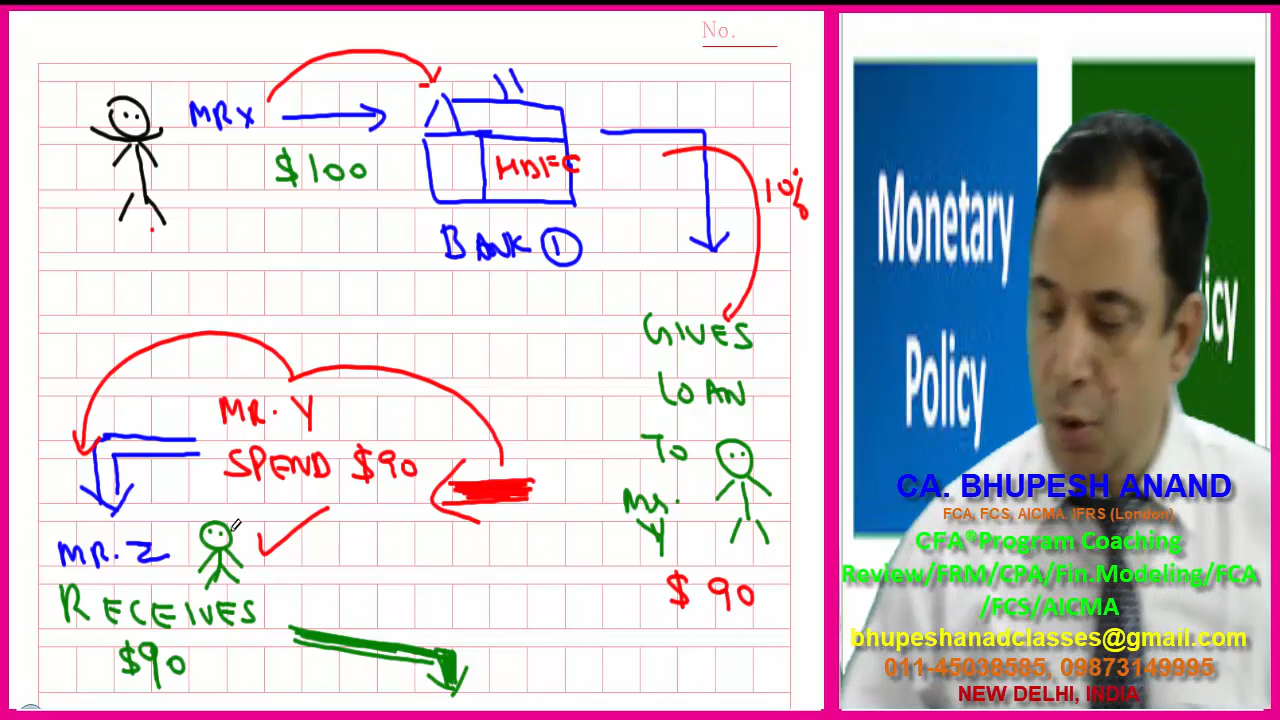 No.
MR X
$100
HDFC
BANK ①
10%
GIVES
LOAN
TO
Mr.
Y
$ 90
MR. Y
SPEND $90
MR. Z
RECEIVES
$90
Monetary
Policy
icy
CA. BHUPESH ANAND
FCA, FCS, AICMA, IFRS (London)
CFA® Program Coaching
Review/FRM/CPA/Fin.Modeling/FCA
/FCS/AICMA
bhupeshanadclasses@gmail.com
011-45038585, 09873149995
NEW DELHI, INDIA